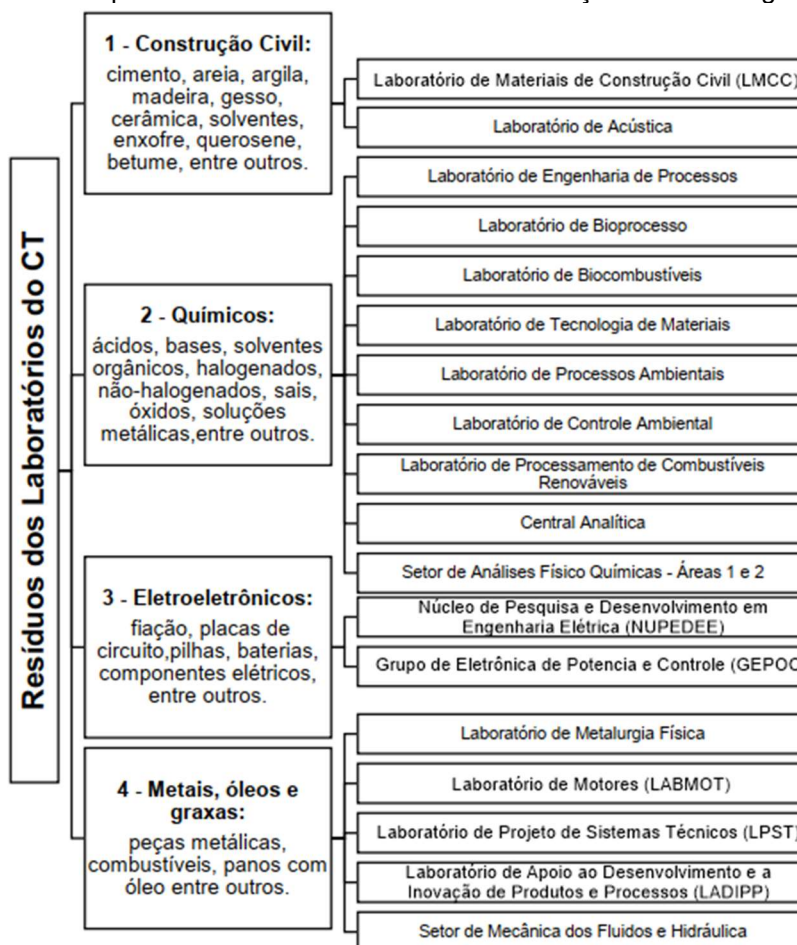 Resíduos dos Laboratórios do CT
1 - Construção Civil:
cimento, areia, argila,
madeira, gesso,
cerâmica, solventes,
enxofre, querosene,
betume, entre outros.
Laboratório de Materiais de Construção Civil (LMCC)
Laboratório de Acústica
2 - Químicos:
ácidos, bases, solventes
orgânicos, halogenados,
não-halogenados, sais,
óxidos, soluções
metálicas,entre outros.
Laboratório de Engenharia de Processos
Laboratório de Bioprocesso
Laboratório de Biocombustíveis
Laboratório de Tecnologia de Materiais
Laboratório de Processos Ambientais
Laboratório de Controle Ambiental
Laboratório de Processamento de Combustíveis
Renováveis
Central Analítica
Setor de Análises Físico Químicas - Áreas 1 e 2
3 - Eletroeletrônicos:
fiação, placas de
circuito,pilhas, baterias,
componentes elétricos,
entre outros.
Núcleo de Pesquisa e Desenvolvimento em
Engenharia Elétrica (NUPEDEE)
Grupo de Eletrônica de Potencia e Controle (GEPOC
4 - Metais, óleos e
graxas:
peças metálicas,
combustíveis, panos com
óleo entre outros.
Laboratório de Metalurgia Física
Laboratório de Motores (LABMOT)
Laboratório de Projeto de Sistemas Técnicos (LPST)
Laboratório de Apoio ao Desenvolvimento e a
Inovação de Produtos e Processos (LADIPP)
Setor de Mecânica dos Fluidos e Hidráulica